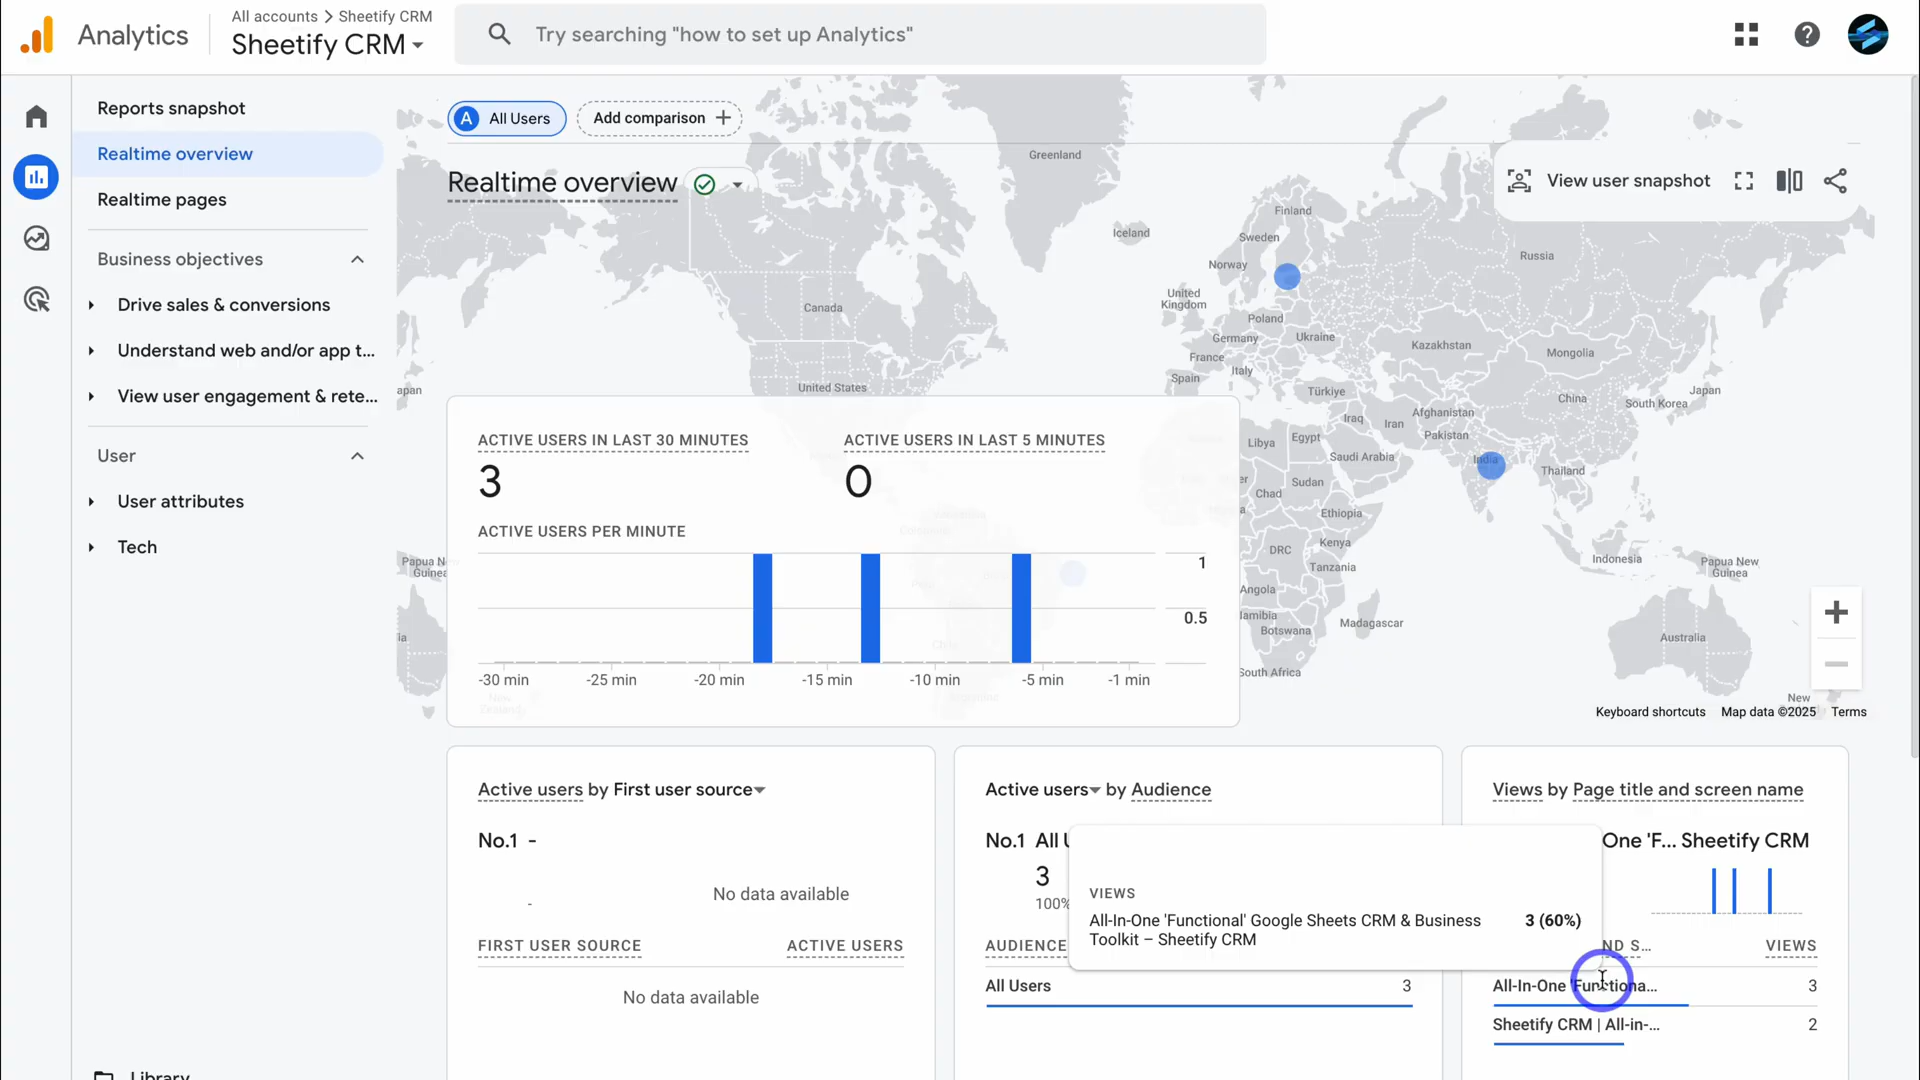 Analytics
All accounts > Sheetify CRM
Sheetify CRM
Try searching "how to set up Analytics"
Reports snapshot
Realtime overview
Realtime pages
Business objectives
Drive sales & conversions
Understand web and/or app t...
View user engagement & rete...
User
User attributes
Tech
Library
A All Users
Add comparison
Realtime overview
View user snapshot
Greenland
Iceland
Finland
Sweden
Norway
Russia
United
Kingdom
Poland
Germany
Ukraine
France
Kazakhstan
Mongolia
Spain
Italy
Canada
United States
Türkiye
China
Japan
South Korea
apan
Iraq
Iran
Afghanistan
Pakistan
Libya
Egypt
Saudi Arabia
India
Thailand
Chad
Sudan
Ethiopia
DRC
Kenya
Tanzania
Indonesia
Papua New
Guinea
Papua N
Guinea
Angola
amibia
Botswana
Madagascar
Australia
South Africa
New
Zealand
ia
New
Keyboard shortcuts
Map data ©2025
Terms
ACTIVE USERS IN LAST 30 MINUTES
3
ACTIVE USERS IN LAST 5 MINUTES
0
ACTIVE USERS PER MINUTE
1
0.5
-30 min
-25 min
-20 min
-15 min
-10 min
-5 min
-1 min
Active users by First user source
No.1 -
-
No data available
FIRST USER SOURCE
ACTIVE USERS
No data available
Active users by Audience
No.1 All U
3
100%
AUDIENCE
All Users
3
VIEWS
All-In-One 'Functional' Google Sheets CRM & Business
Toolkit – Sheetify CRM
3 (60%)
Views by Page title and screen name
One 'F... Sheetify CRM
ND S...
VIEWS
All-In-One 'Functiona...
3
Sheetify CRM | All-in-...
2